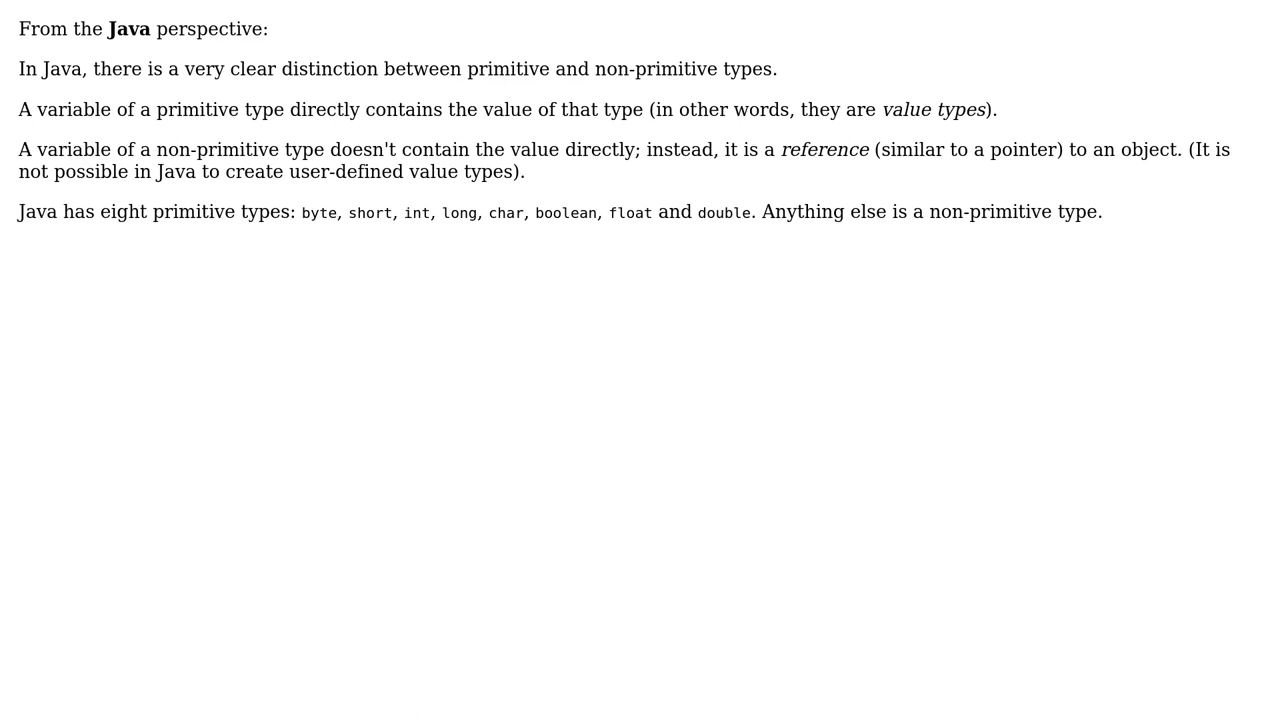 From the Java perspective:
In Java, there is a very clear distinction between primitive and non-primitive types.
A variable of a primitive type directly contains the value of that type (in other words, they are value types).
A variable of a non-primitive type doesn't contain the value directly; instead, it is a reference (similar to a pointer) to an object. (It is
not possible in Java to create user-defined value types).
Java has eight primitive types: byte, short, int, long, char, boolean, float and double. Anything else is a non-primitive type.